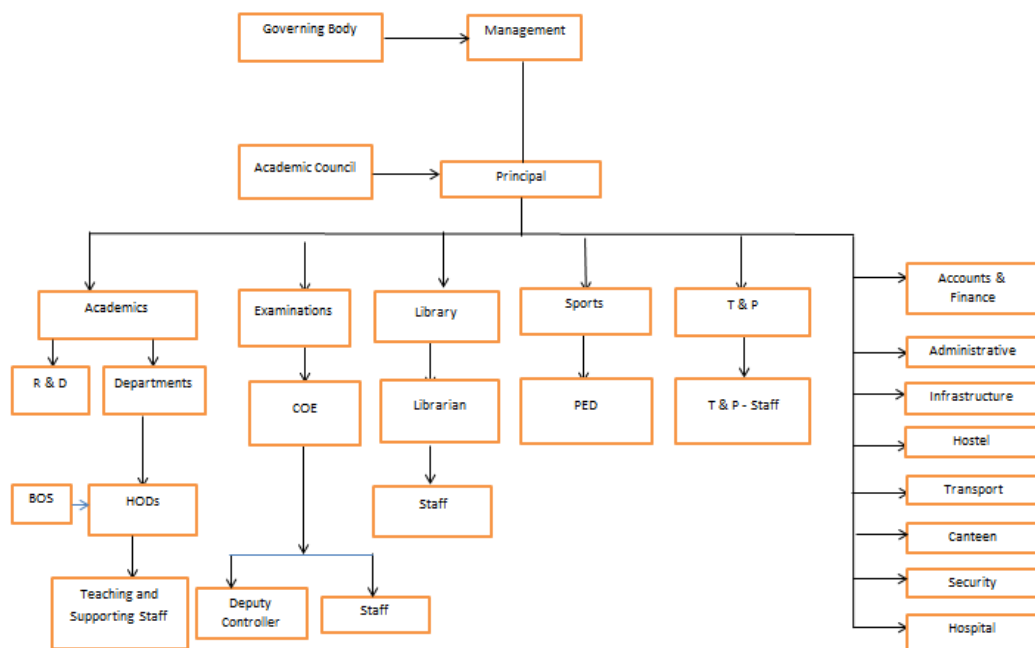 Governing Body
Management
Academic Council
Principal
Academics
Examinations
Library
Sports
T & P
Accounts &
Finance
R & D
Departments
COE
Librarian
PED
T & P - Staff
Administrative
Infrastructure
Hostel
BOS
HODs
Staff
Transport
Canteen
Teaching and
Supporting Staff
Deputy
Controller
Staff
Security
Hospital